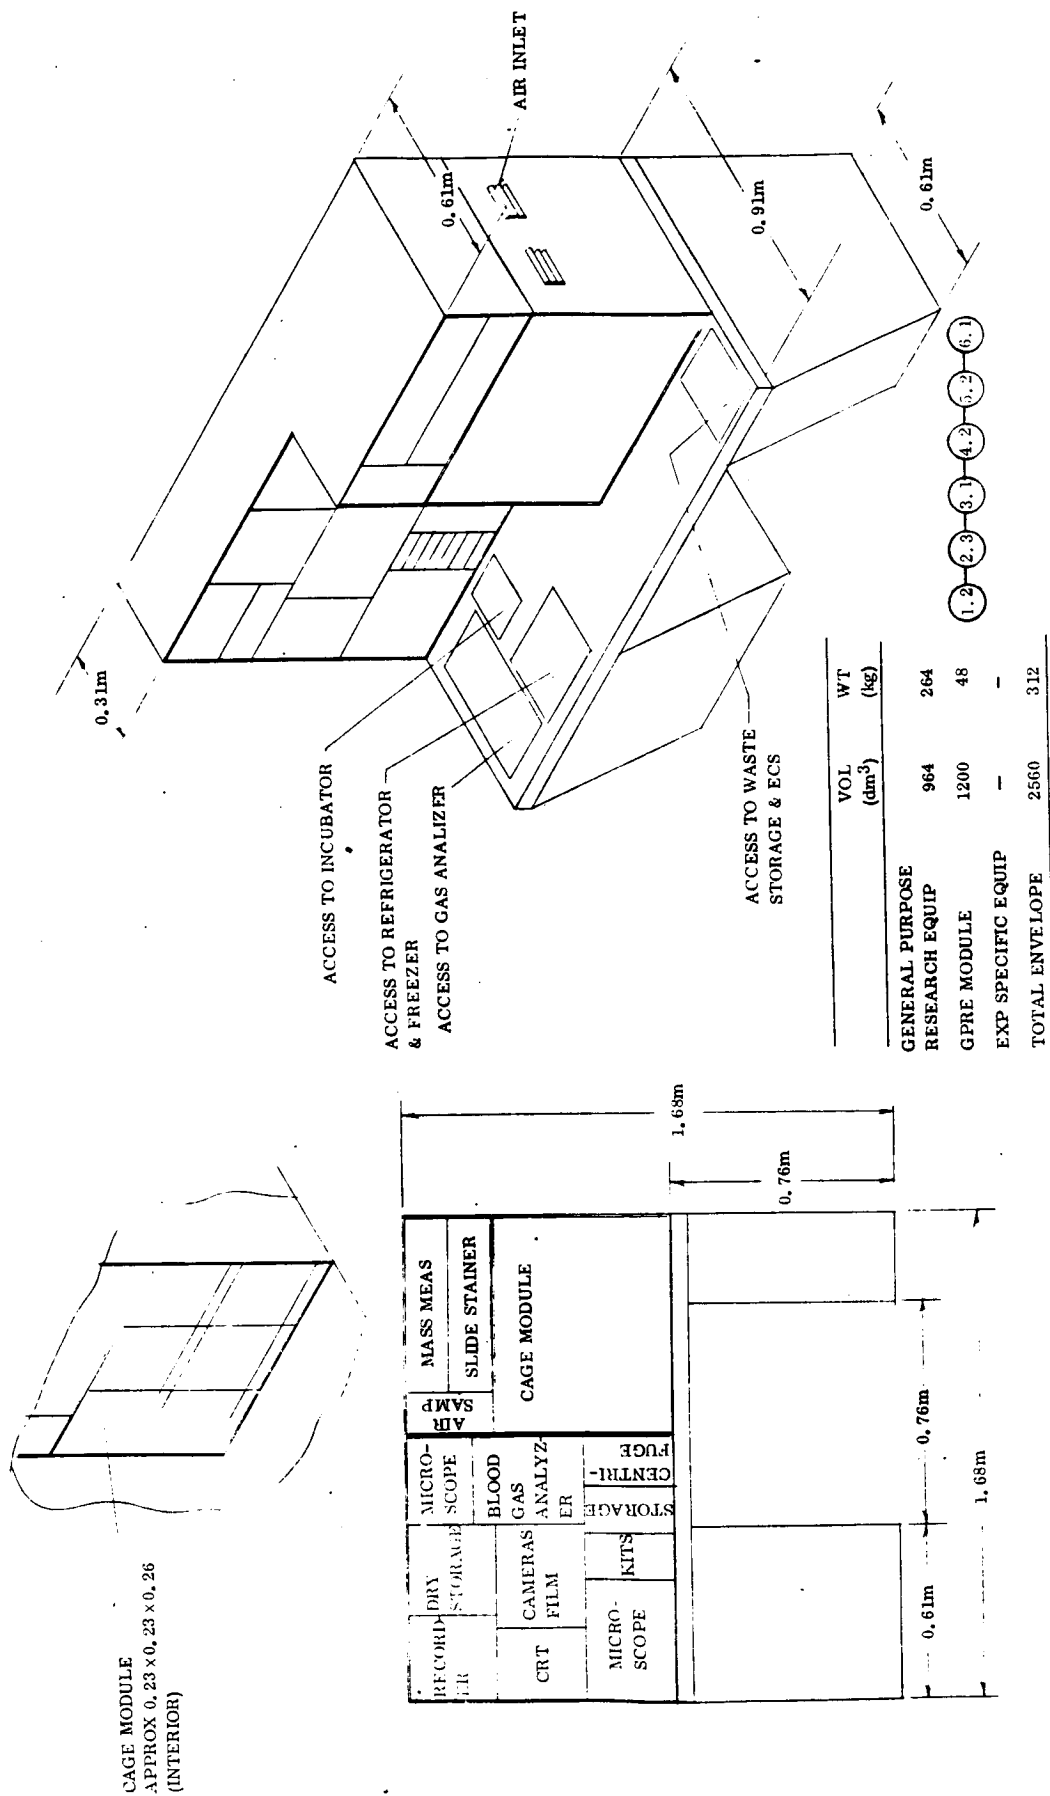 CAGE MODULE
APPROX 0.23 x 0.23 x 0.26
(INTERIOR)
RECORD-
ER
DRY
STORAGE
MICRO-
SCOPE
AIR
SAMP
MASS MEAS
SLIDE STAINER
CRT
CAMERAS
FILM
BLOOD
GAS
ANALYZ-
ER
CAGE MODULE
MICRO-
SCOPE
KITS
STORAGE
CENTRI-
FUGE
1.68m
0.76m
0.61m
0.76m
1.68m
0.31m
0.61m
AIR INLET
0.91m
0.61m
ACCESS TO INCUBATOR
ACCESS TO REFRIGERATOR
& FREEZER
ACCESS TO GAS ANALIZER
ACCESS TO WASTE
STORAGE & ECS
VOL WT
(dm³) (kg)
GENERAL PURPOSE
RESEARCH EQUIP 964 264
GPRE MODULE 1200 48
EXP SPECIFIC EQUIP – –
TOTAL ENVELOPE 2560 312
1.2 2.3 3.1 4.2 5.2 6.1